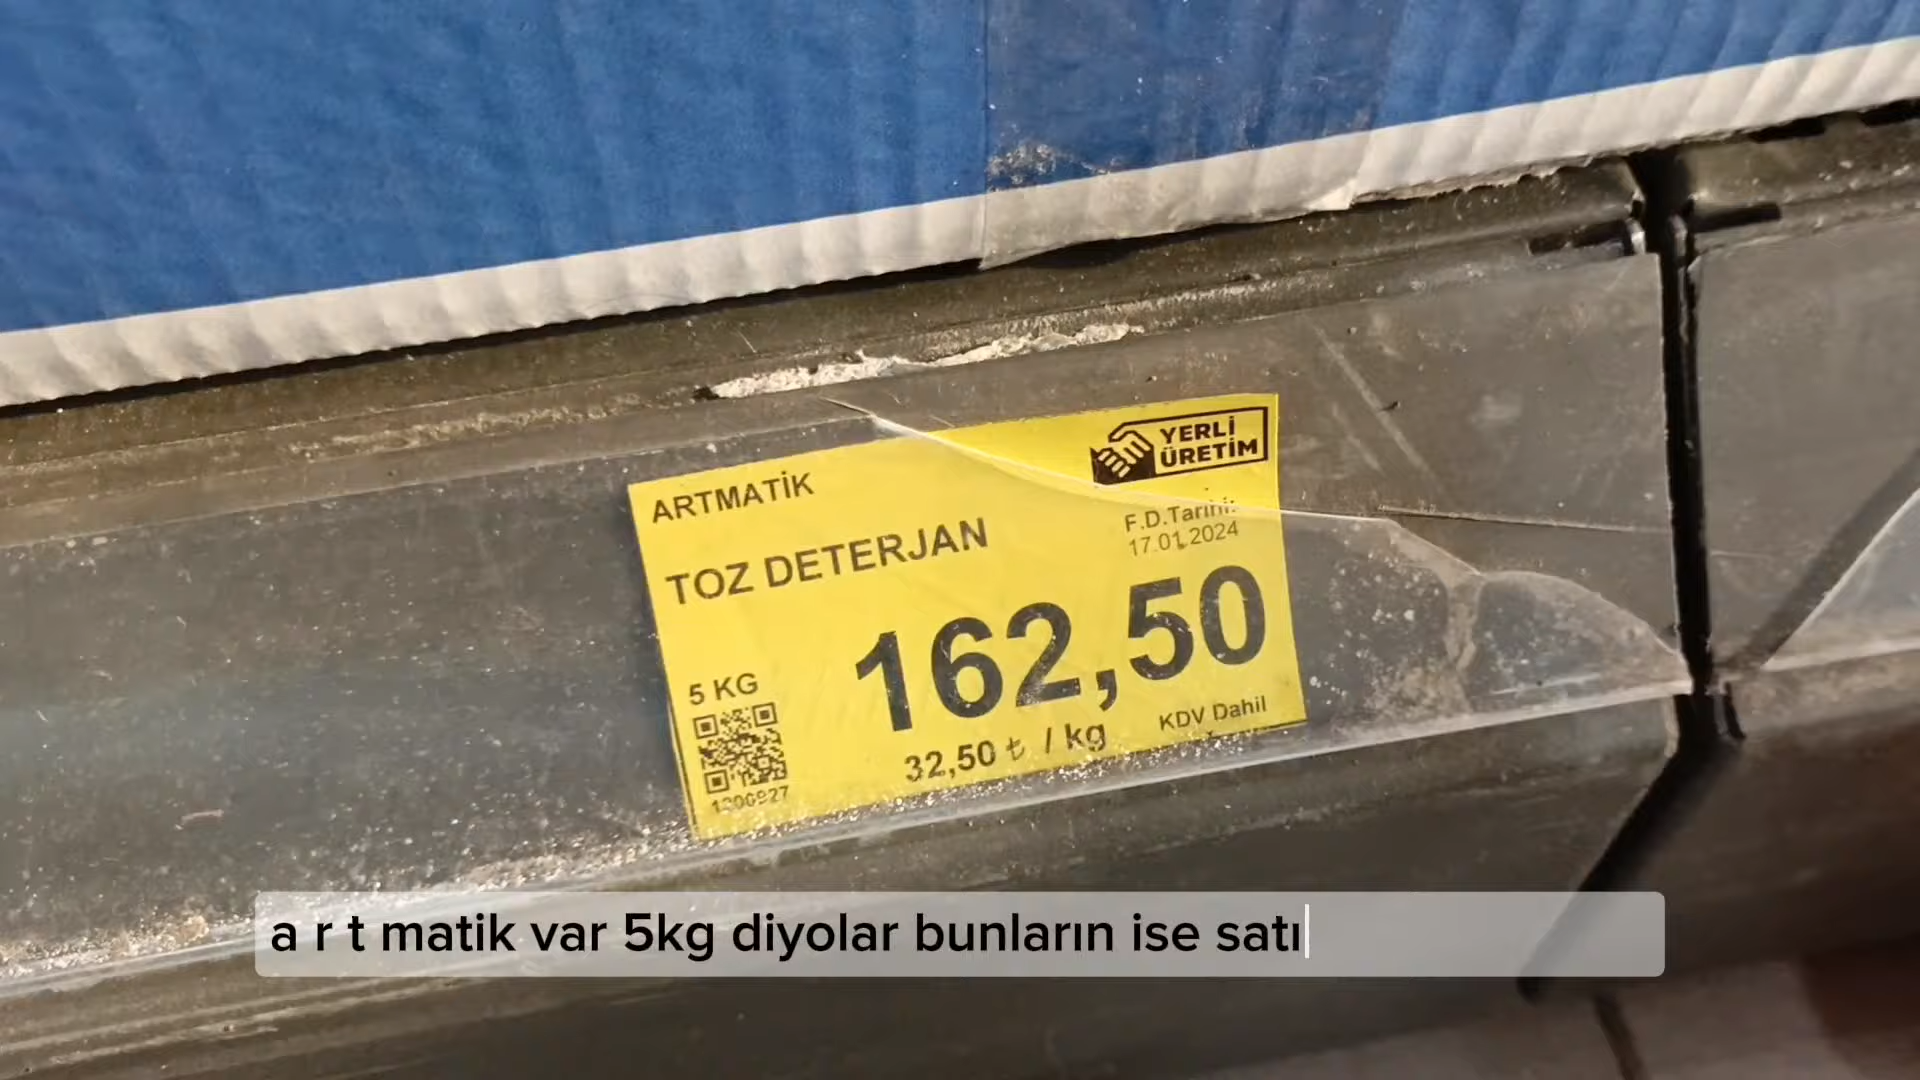 YERLİ
ÜRETİM
ARTMATİK
F.D.Tarihi:
17.01.2024
TOZ DETERJAN
162,50
5 KG
32,50 ₺ / kg
KDV Dahil
a r t matik var 5kg diyolar bunların ise satı